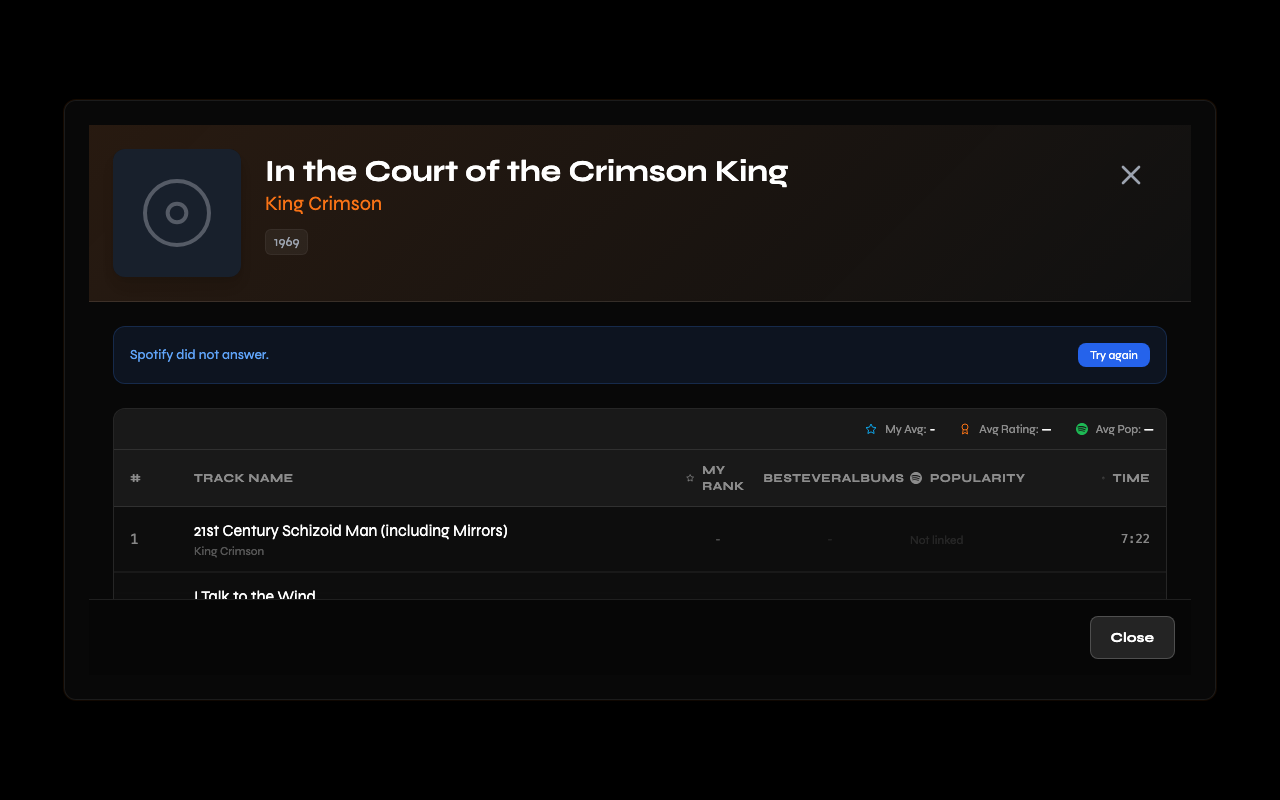 In the Court of the Crimson King
King Crimson
1969
Spotify did not answer.
Try again
My Avg: -
Avg Rating: —
Avg Pop: —
#
TRACK NAME
MY RANK
BESTEVERALBUMS
POPULARITY
TIME
1
21st Century Schizoid Man (including Mirrors)
King Crimson
-
-
Not linked
7:22
I Talk to the Wind
Close